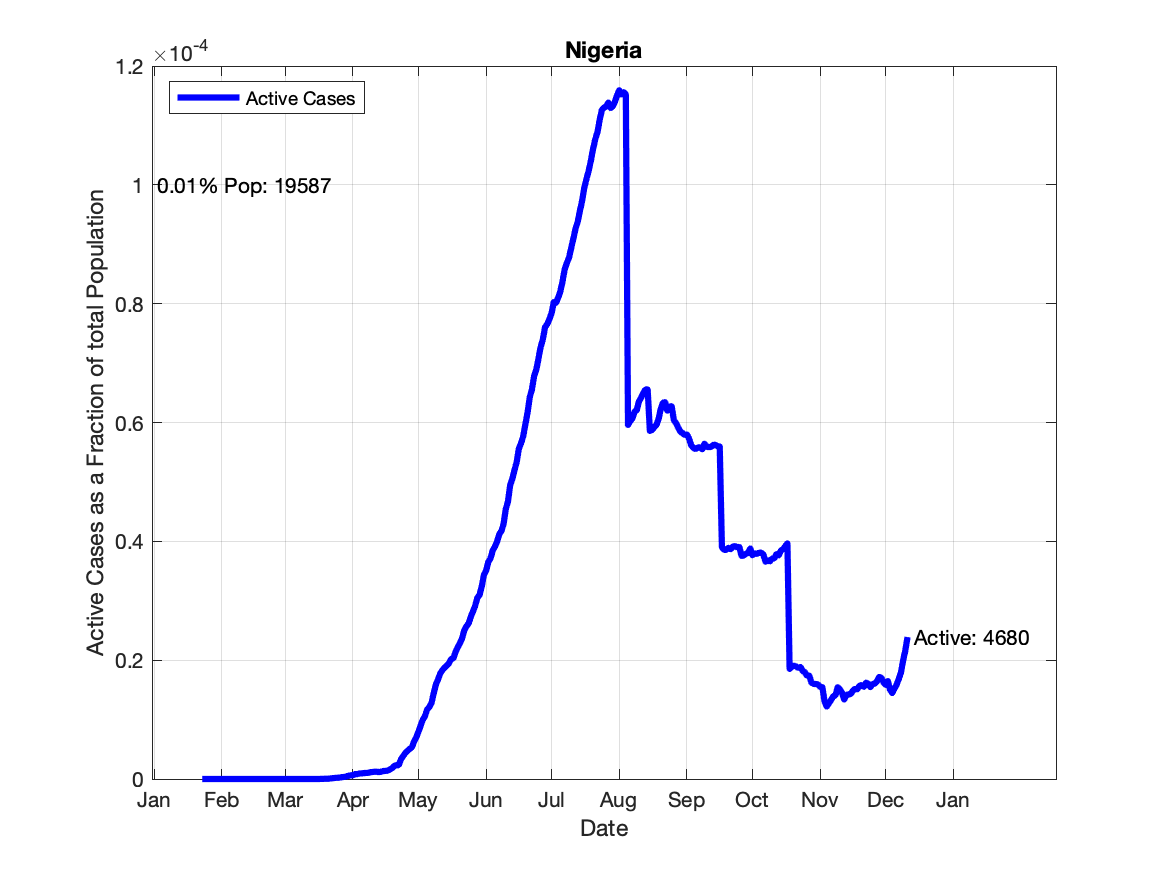 Nigeria
×10-4
1.2
Active Cases
1
0.01% Pop: 19587
0.8
0.6
0.4
0.2
0
Active: 4680
Active Cases as a Fraction of total Population
Jan Feb Mar Apr May Jun Jul Aug Sep Oct Nov Dec Jan
Date